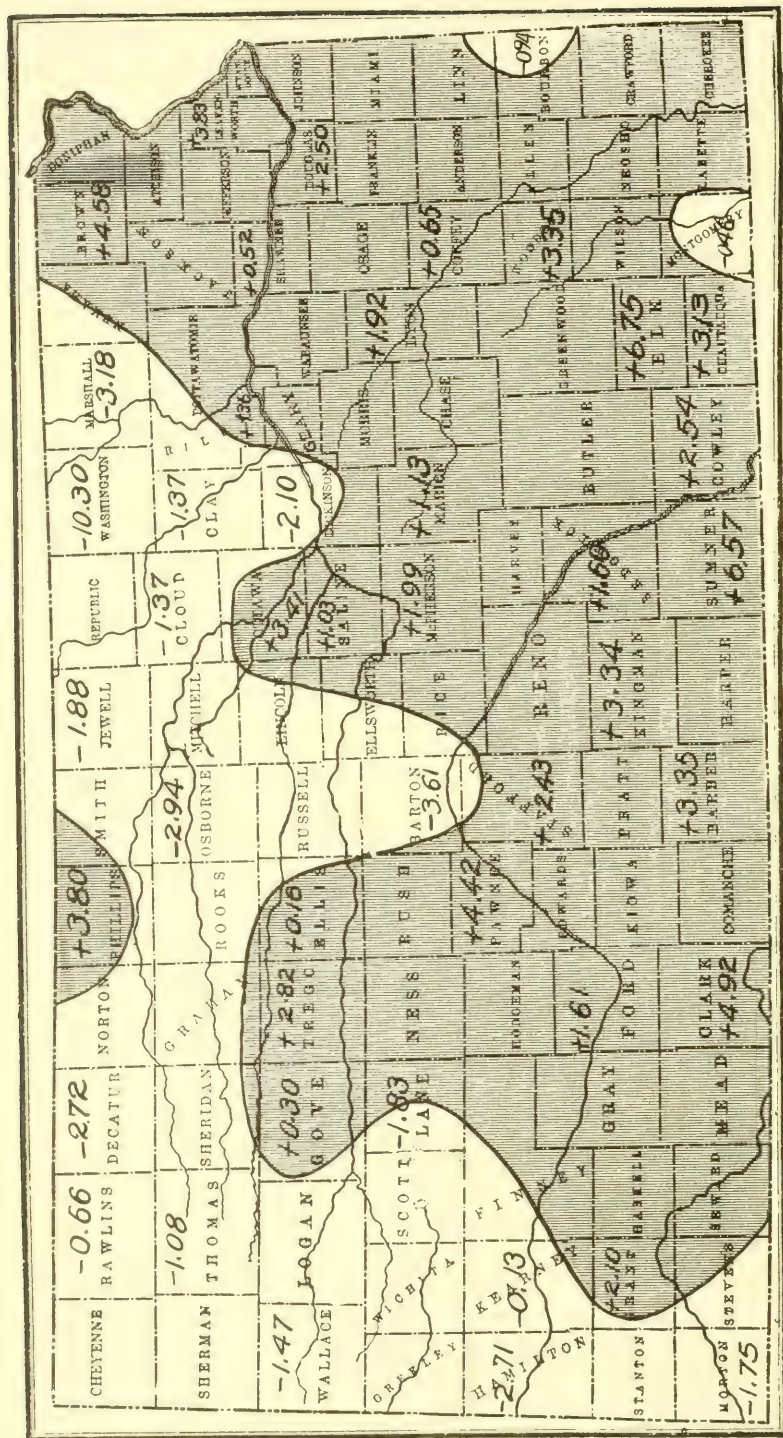 CHEYENNE
-0.66
RAWLINS
-2.72
DECATUR
NORTON
+3.80
PHILLIPS
SMITH
-1.88
JEWELL
REPUBLIC
-10.30
WASHINGTON
MARSHALL
-3.18
NEMAHA
BROWN
+4.58
DONIPHAN
SHERMAN
-1.08
THOMAS
SHERIDAN
GRAHAM
ROOKS
-2.94
OSBORNE
MITCHELL
-1.37
CLOUD
-1.37
CLAY
RIL
POTTAWATOMIE
+1.36
JACKSON
ATCHISON
JEFFERSON
+0.52
+3.83
LEAVEN
WORTH
-1.47
WALLACE
LOGAN
+0.30
GOVE
+2.82
TREGO
+0.16
ELLIS
RUSSELL
LINCOLN
OTTAWA
+3.41
+1.03
SALINE
-2.10
DICKINSON
GEARY
WABAUNSEE
SHAWNEE
DOUGLAS
+2.50
JOHNSON
GREELEY
WICHITA
SCOTT
-1.83
LANE
NESS
RUSH
BARTON
-3.61
ELLSWORTH
RICE
+1.99
MCPHERSON
+1.13
MARION
MORRIS
CHASE
+1.92
LYON
OSAGE
FRANKLIN
MIAMI
-2.71
HAMILTON
-0.13
KERNEY
FINNEY
HODGEMAN
+4.42
PAWNEE
STAFFORD
+2.43
EDWARDS
RENO
HARVEY
BUTLER
GREENWOOD
+0.65
COFFEY
ANDERSON
LINN
STANTON
+2.10
GRANT
HASKELL
GRAY
+1.61
FORD
KIOWA
PRATT
+3.34
KINGMAN
SEDGWICK
+6.75
ELK
WOOD
+3.35
ALLEN
-0.94
BOURBON
WILSON
NEOSHO
CRAWFORD
MORTON
-1.75
STEVENS
SEWARD
MEAD
CLARK
+4.92
COMANCHE
+3.35
BARBER
HARPER
SUMNER
+6.57
+2.54
COWLEY
+3.13
CHAUTAUQUA
MONTGOMERY
LABETTE
CHEROKEE